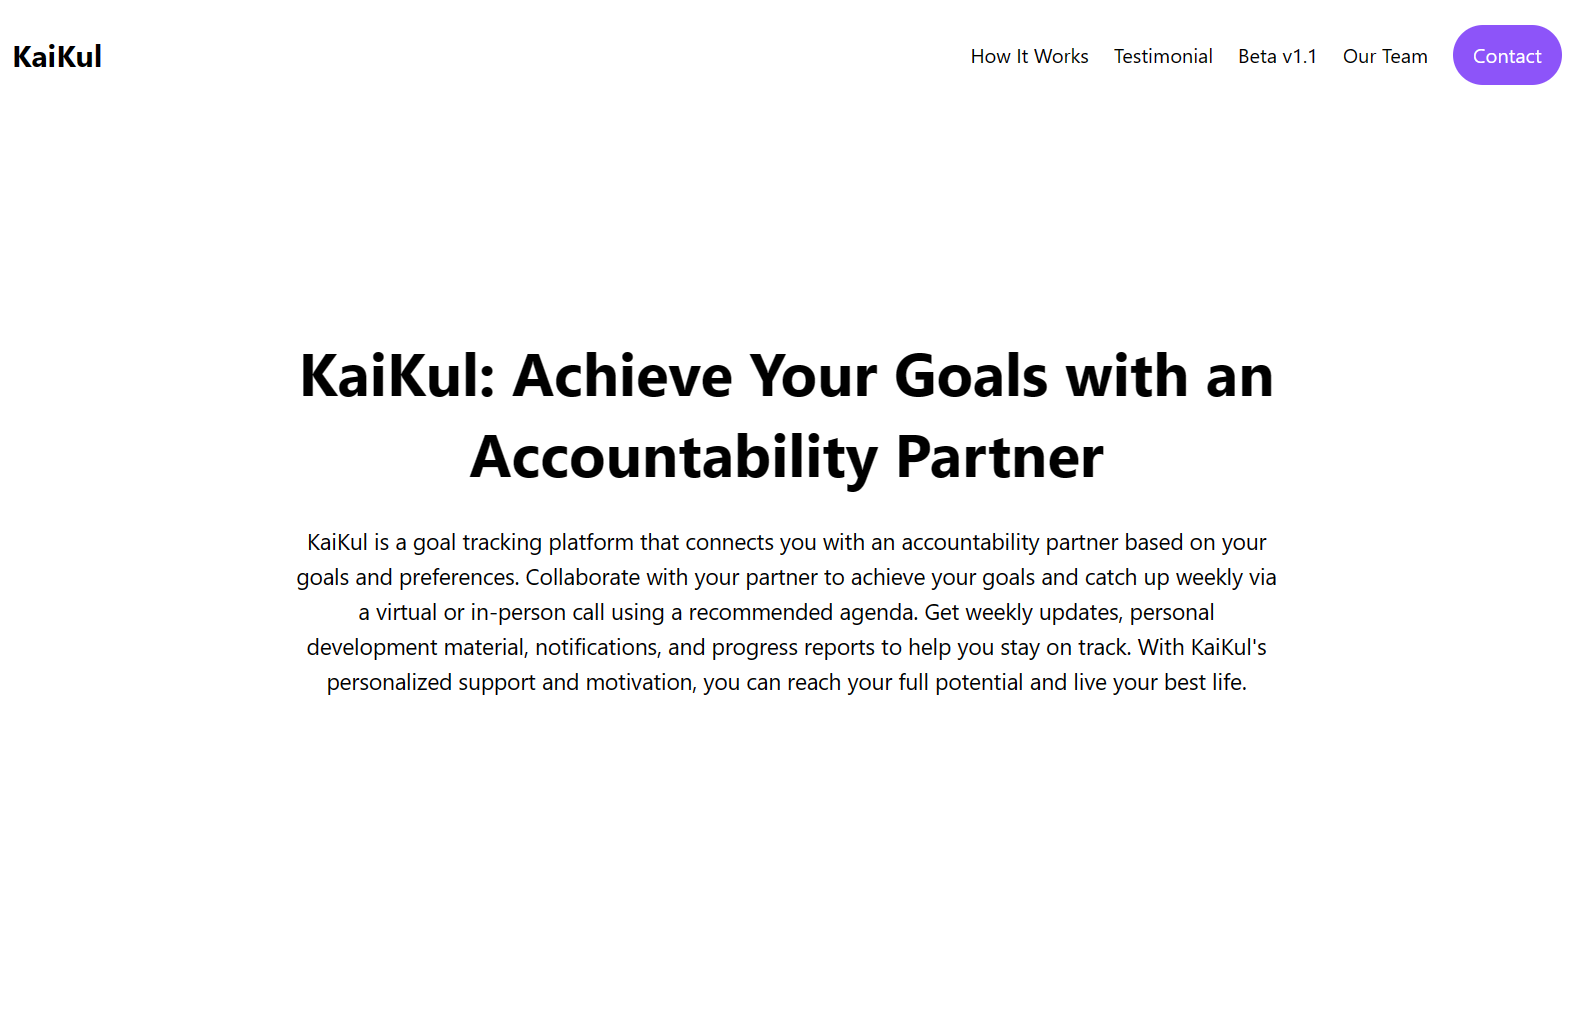 KaiKul
How It Works
Testimonial
Beta v1.1
Our Team
Contact
KaiKul: Achieve Your Goals with an
Accountability Partner
KaiKul is a goal tracking platform that connects you with an accountability partner based on your
goals and preferences. Collaborate with your partner to achieve your goals and catch up weekly via
a virtual or in-person call using a recommended agenda. Get weekly updates, personal
development material, notifications, and progress reports to help you stay on track. With KaiKul's
personalized support and motivation, you can reach your full potential and live your best life.